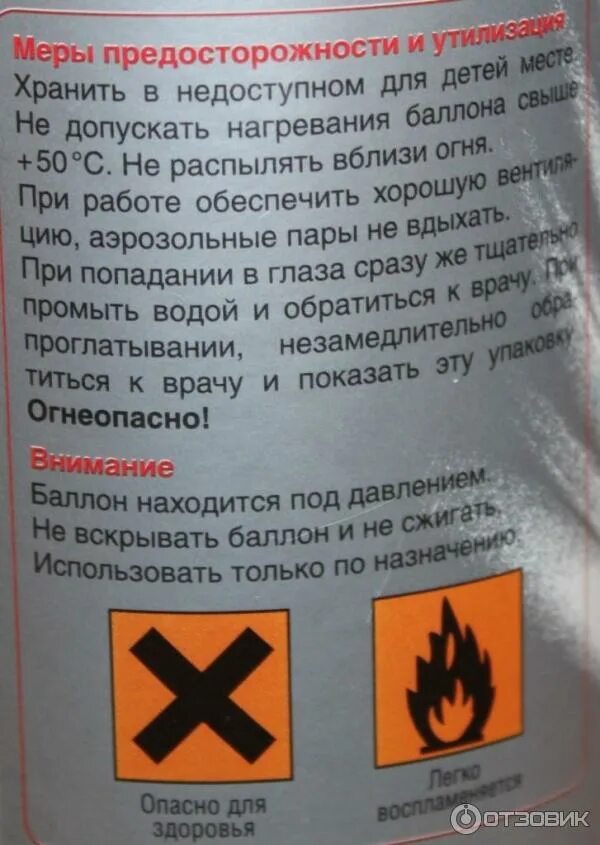 Меры предосторожности и утилизация
Хранить в недоступном для детей месте.
Не допускать нагревания баллона свыше
+50°С. Не распылять вблизи огня.
При работе обеспечить хорошую вентиля-
цию, аэрозольные пары не вдыхать.
При попадании в глаза сразу же тщательно
промыть водой и обратиться к врачу. При
проглатывании, незамедлительно обра-
титься к врачу и показать эту упаковку.
Огнеопасно!
Внимание
Баллон находится под давлением.
Не вскрывать баллон и не сжигать.
Использовать только по назначению.
Опасно для
здоровья
Легко
воспламеняется
ОТЗОВИК